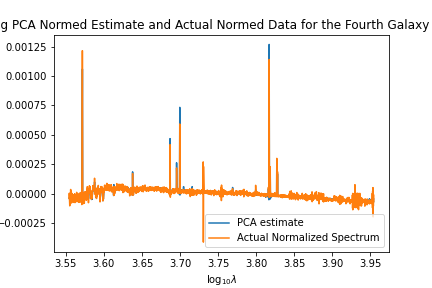 g PCA Normed Estimate and Actual Normed Data for the Fourth Galaxy
0.00125
0.00100
0.00075
0.00050
0.00025
0.00000
−0.00025
3.55 3.60 3.65 3.70 3.75 3.80 3.85 3.90 3.95
log₁₀λ
PCA estimate
Actual Normalized Spectrum